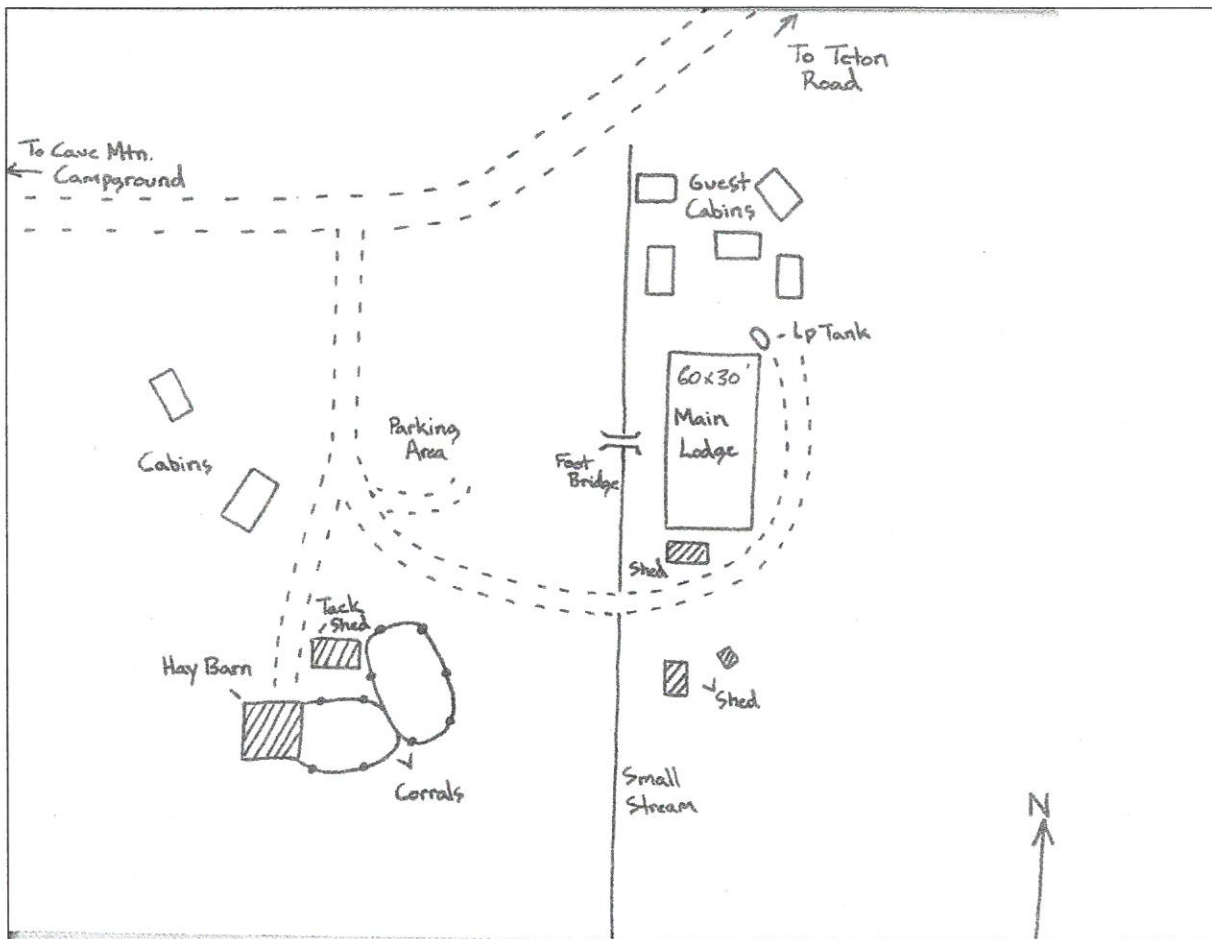 To Teton
Road
To Cave Mtn.
Campground
Guest
Cabins
Lp Tank
60x30'
Main
Lodge
Parking
Area
Foot
Bridge
Cabins
Shed
Tack
Shed
Hay Barn
Shed
Corrals
Small
Stream
N